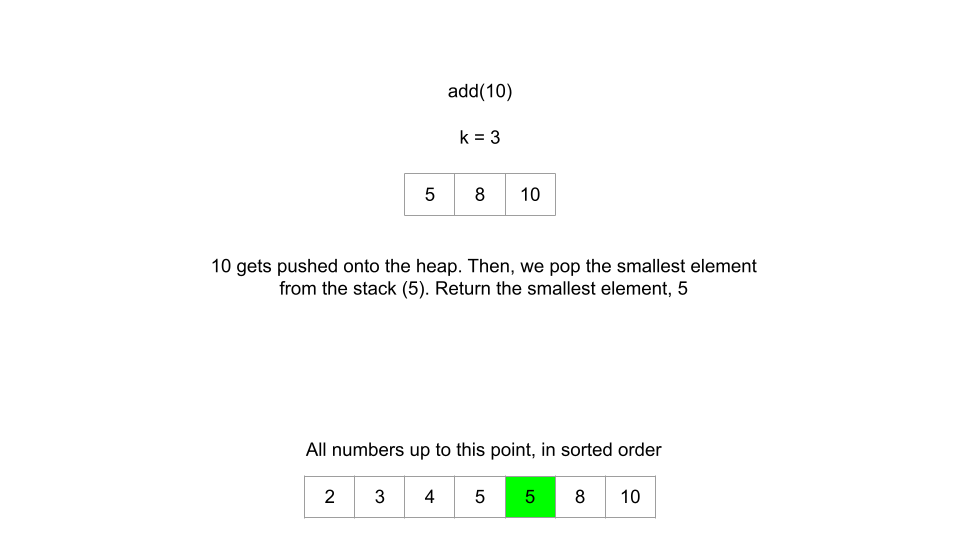 add(10)
k = 3
5 8 10
10 gets pushed onto the heap. Then, we pop the smallest element
from the stack (5). Return the smallest element, 5
All numbers up to this point, in sorted order
2 3 4 5 5 8 10